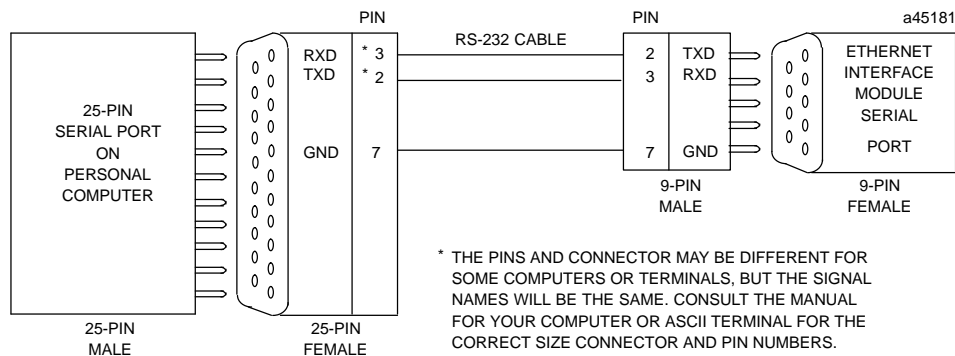 PIN
PIN
a45181
RS-232 CABLE
25-PIN
SERIAL PORT
ON
PERSONAL
COMPUTER
RXD * 3
TXD * 2
GND 7
2 TXD
3 RXD
7 GND
ETHERNET
INTERFACE
MODULE
SERIAL
PORT
25-PIN
MALE
25-PIN
FEMALE
9-PIN
MALE
9-PIN
FEMALE
* THE PINS AND CONNECTOR MAY BE DIFFERENT FOR
SOME COMPUTERS OR TERMINALS, BUT THE SIGNAL
NAMES WILL BE THE SAME. CONSULT THE MANUAL
FOR YOUR COMPUTER OR ASCII TERMINAL FOR THE
CORRECT SIZE CONNECTOR AND PIN NUMBERS.